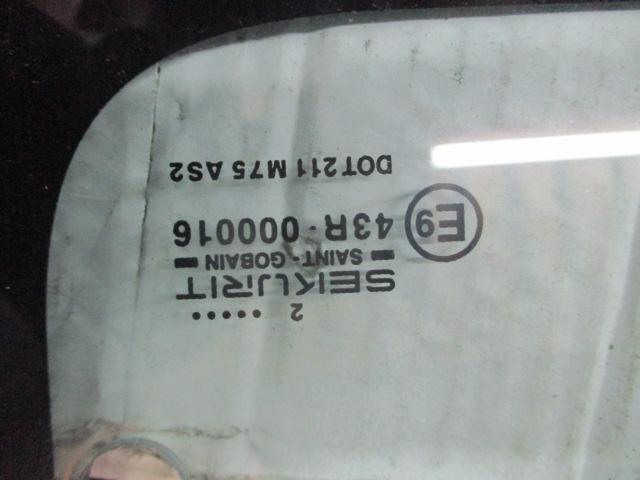 2 • • • • •
SEKURIT
SAINT-GOBAIN
E9 43R-000016
DOT211 M75 AS2